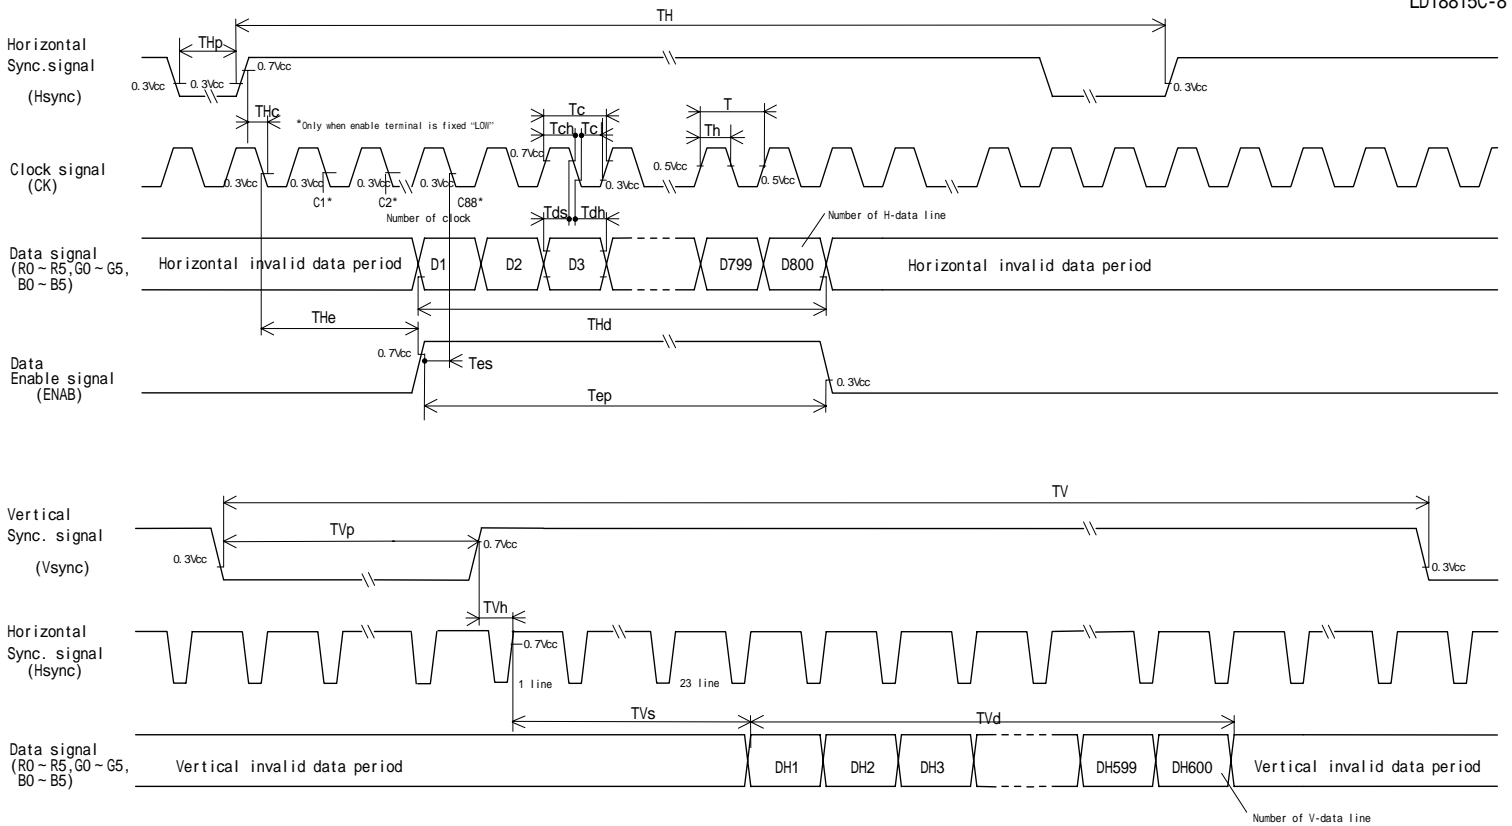 LD18815C-8
TH
Horizontal
Sync.signal
(Hsync)
THp
0.3Vcc
0.3Vcc
0.7Vcc
0.3Vcc
THc
*Only when enable terminal is fixed “LOW”
Tc
Tch
Tcl
T
Th
Clock signal
(CK)
0.3Vcc
0.3Vcc
0.3Vcc
0.3Vcc
0.7Vcc
0.3Vcc
0.5Vcc
0.5Vcc
C1*
C2*
C88*
Number of clock
Tds
Tdh
Number of H-data line
Data signal
(R0～R5,G0～G5,
B0～B5)
Horizontal invalid data period
D1
D2
D3
D799
D800
Horizontal invalid data period
THe
THd
0.7Vcc
Tes
Data
Enable signal
(ENAB)
0.3Vcc
Tep
TV
Vertical
Sync. signal
(Vsync)
TVp
0.3Vcc
0.7Vcc
0.3Vcc
TVh
Horizontal
Sync. signal
(Hsync)
0.7Vcc
1 line
23 line
TVs
TVd
Data signal
(R0～R5,G0～G5,
B0～B5)
Vertical invalid data period
DH1
DH2
DH3
DH599
DH600
Vertical invalid data period
Number of V-data line